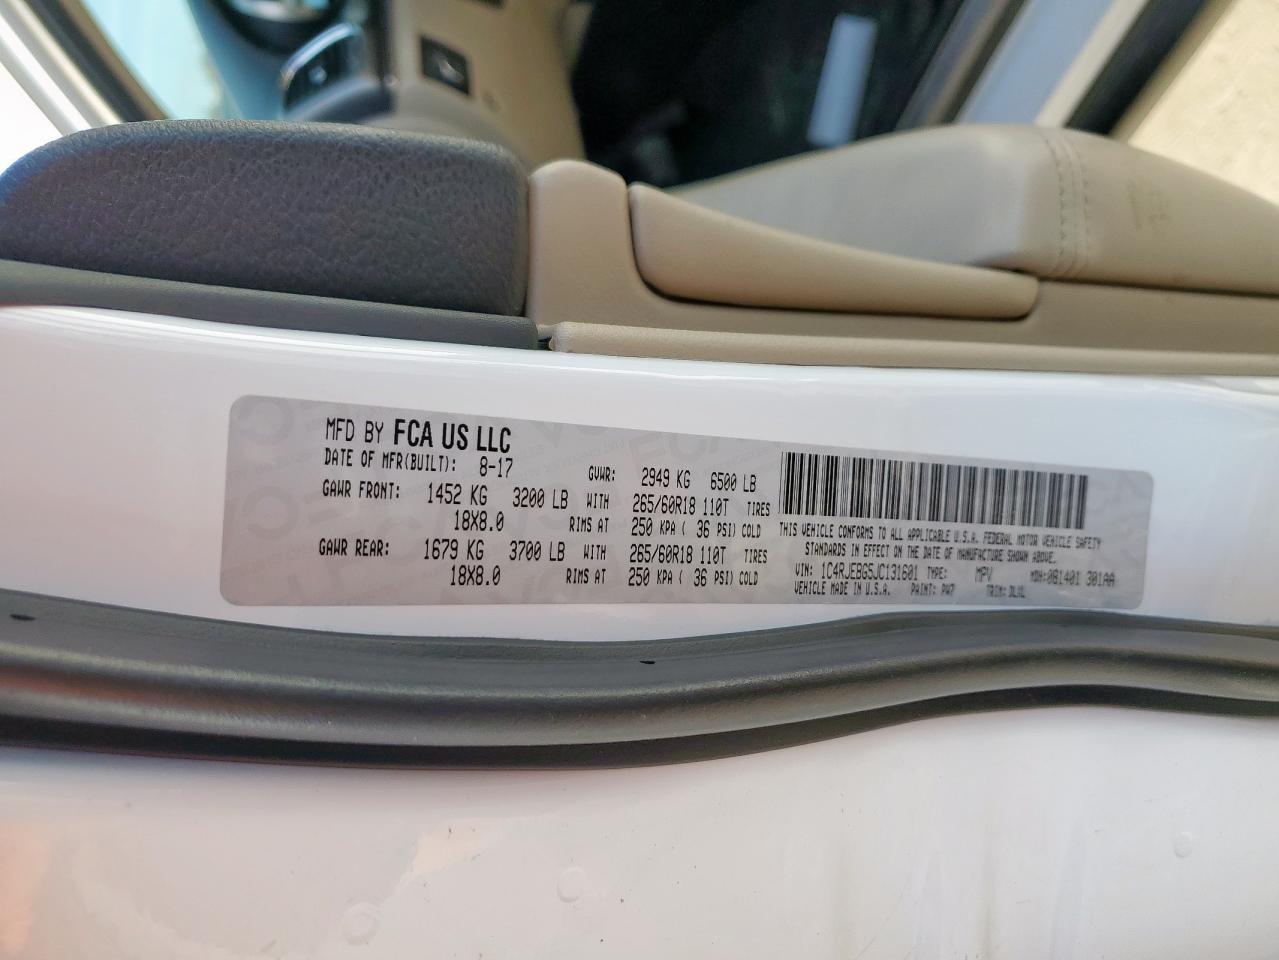 MFD BY FCA US LLC
DATE OF MFR(BUILT): 8-17 GVWR: 2949 KG 6500 LB
GAWR FRONT: 1452 KG 3200 LB WITH 265/60R18 110T TIRES
18X8.0 RIMS AT 250 KPA ( 36 PSI) COLD
GAWR REAR: 1679 KG 3700 LB WITH 265/60R18 110T TIRES
18X8.0 RIMS AT 250 KPA ( 36 PSI) COLD
THIS VEHICLE CONFORMS TO ALL APPLICABLE U.S.A. FEDERAL MOTOR VEHICLE SAFETY
STANDARDS IN EFFECT ON THE DATE OF MANUFACTURE SHOWN ABOVE.
VIN: 1C4RJEBG5JC131601 TYPE: MPV MDH:081401 301AA
VEHICLE MADE IN U.S.A. PAINT: PW7 TRIM: